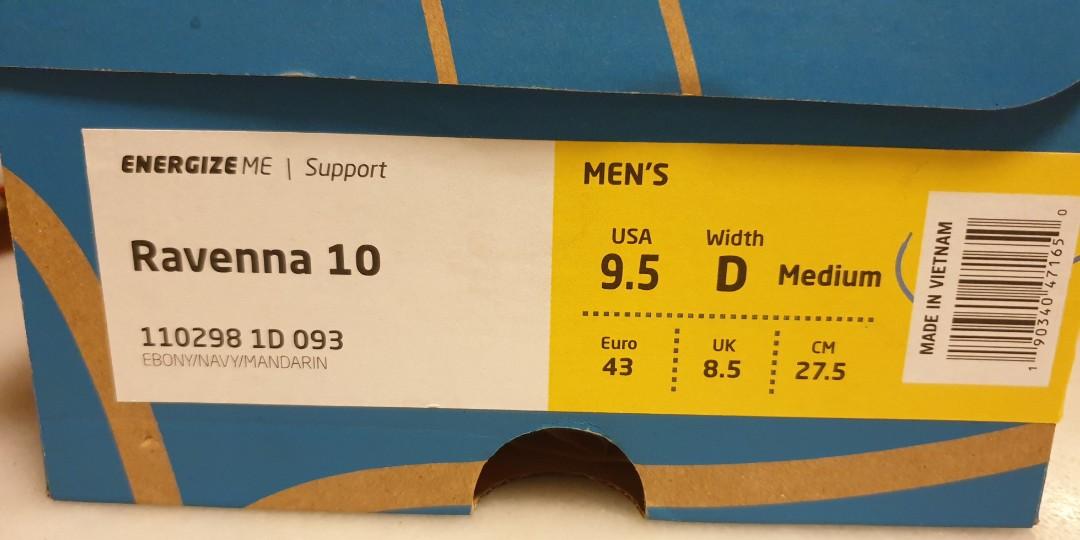 ENERGIZE ME | Support
Ravenna 10
110298 1D 093
EBONY/NAVY/MANDARIN
MEN'S
USA Width
9.5 D Medium
Euro UK CM
43 8.5 27.5
MADE IN VIETNAM
1 90340 47165 0